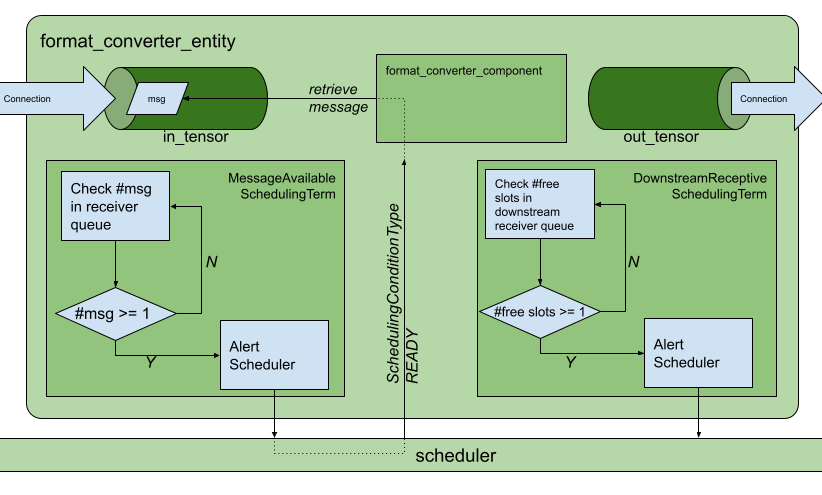 format_converter_entity
Connection
msg
in_tensor
retrieve
message
format_converter_component
out_tensor
Connection
MessageAvailable
SchedulingTerm
Check #msg
in receiver
queue
N
#msg >= 1
Y
Alert
Scheduler
SchedulingConditionType
READY
DownstreamReceptive
SchedulingTerm
Check #free
slots in
downstream
receiver queue
N
#free slots >= 1
Y
Alert
Scheduler
scheduler